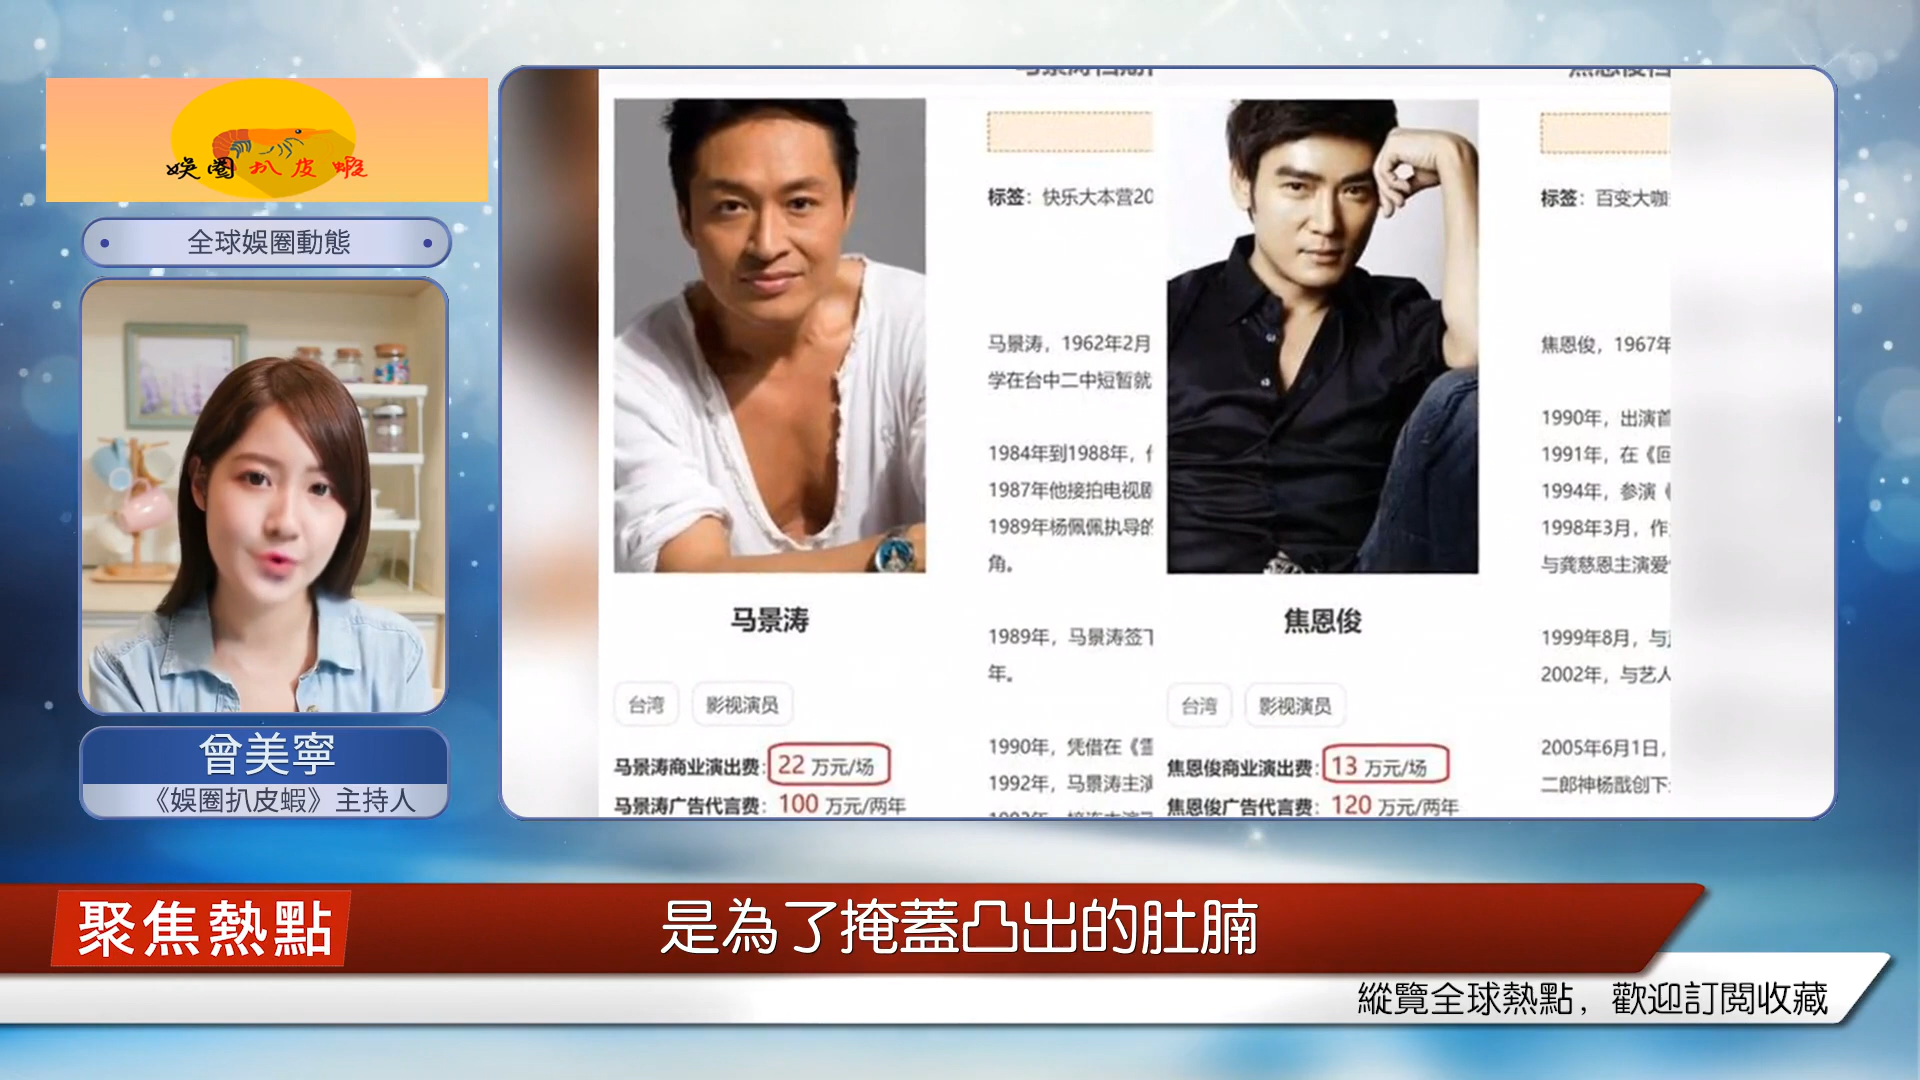 娛圈扒皮蝦
全球娛圈動態
曾美寧
《娛圈扒皮蝦》主持人
标签：快乐大本营20
马景涛，1962年2月
学在台中二中短暂就
1984年到1988年，
1987年他接拍电视剧
1989年杨佩佩执导的
角。
1989年，马景涛签下
年。
1990年，凭借在《雪
1992年，马景涛主演
马景涛
台湾 影视演员
马景涛商业演出费：22 万元/场
马景涛广告代言费：100 万元/两年
标签：百变大咖
焦恩俊，1967年
1990年，出演首
1991年，在《回
1994年，参演《
1998年3月，作
与龚慈恩主演爱
1999年8月，与
2002年，与艺人
2005年6月1日，
二郎神杨戬创下
焦恩俊
台湾 影视演员
焦恩俊商业演出费：13 万元/场
焦恩俊广告代言费：120 万元/两年
聚焦熱點
是為了掩蓋凸出的肚腩
縱覽全球熱點，歡迎訂閱收藏